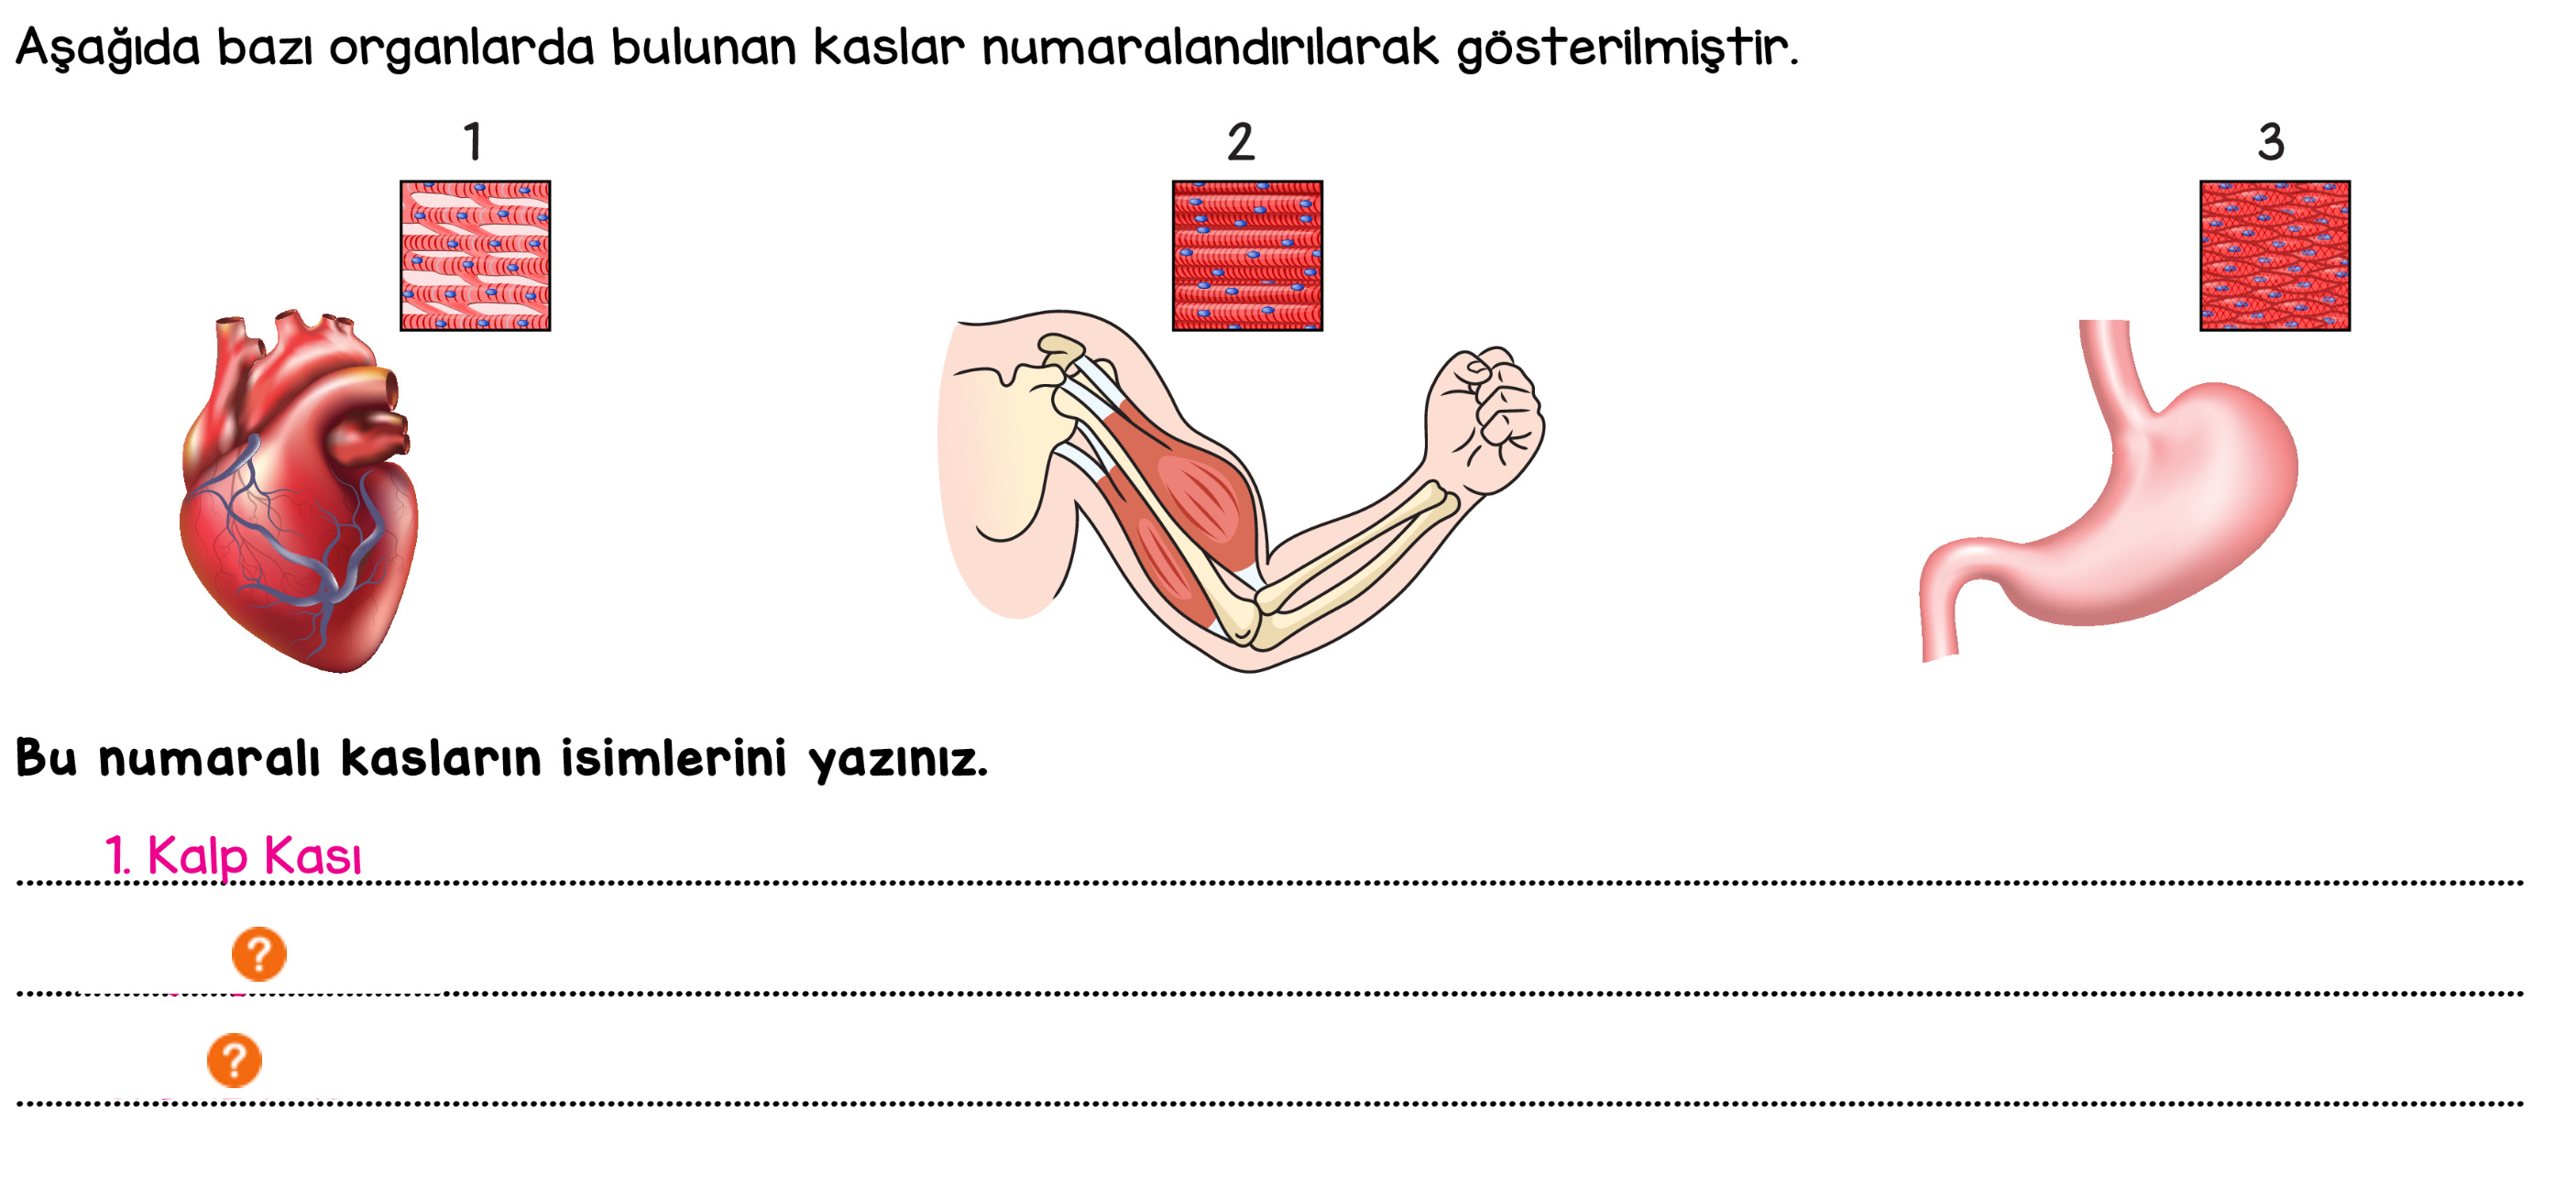 Aşağıda bazı organlarda bulunan kaslar numaralandırılarak gösterilmiştir.
1 2 3
Bu numaralı kasların isimlerini yazınız.
1. Kalp Kası
?
?